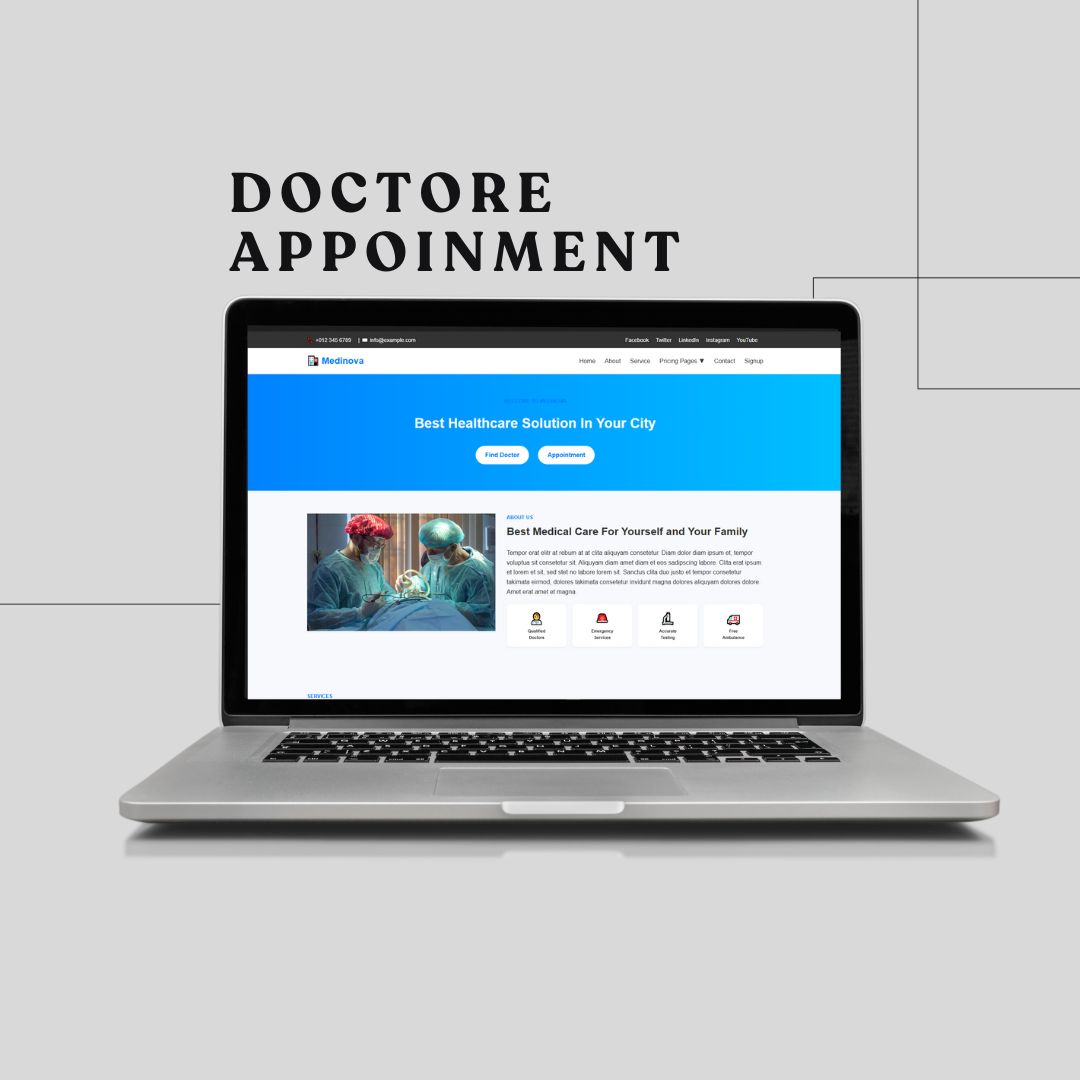 DOCTORE
APPOINMENT
+012 345 6789 | info@example.com
Facebook Twitter LinkedIn Instagram YouTube
Medinova
Home About Service Pricing Pages ▼ Contact Signup
WELCOME TO MEDINOVA
Best Healthcare Solution In Your City
Find Doctor Appointment
ABOUT US
Best Medical Care For Yourself and Your Family
Tempor erat elitr at rebum at at clita aliquyam consetetur. Diam dolor diam ipsum et, tempor
voluptua sit consetetur sit. Aliquyam diam amet diam et eos sadipscing labore. Clita erat ipsum
et lorem et sit, sed stet no labore lorem sit. Sanctus clita duo justo et tempor consetetur
takimata eirmod, dolores takimata consetetur invidunt magna dolores aliquyam dolores dolore.
Amet erat amet et magna
Qualified
Doctors
Emergency
Services
Accurate
Testing
Free
Ambulance
SERVICES